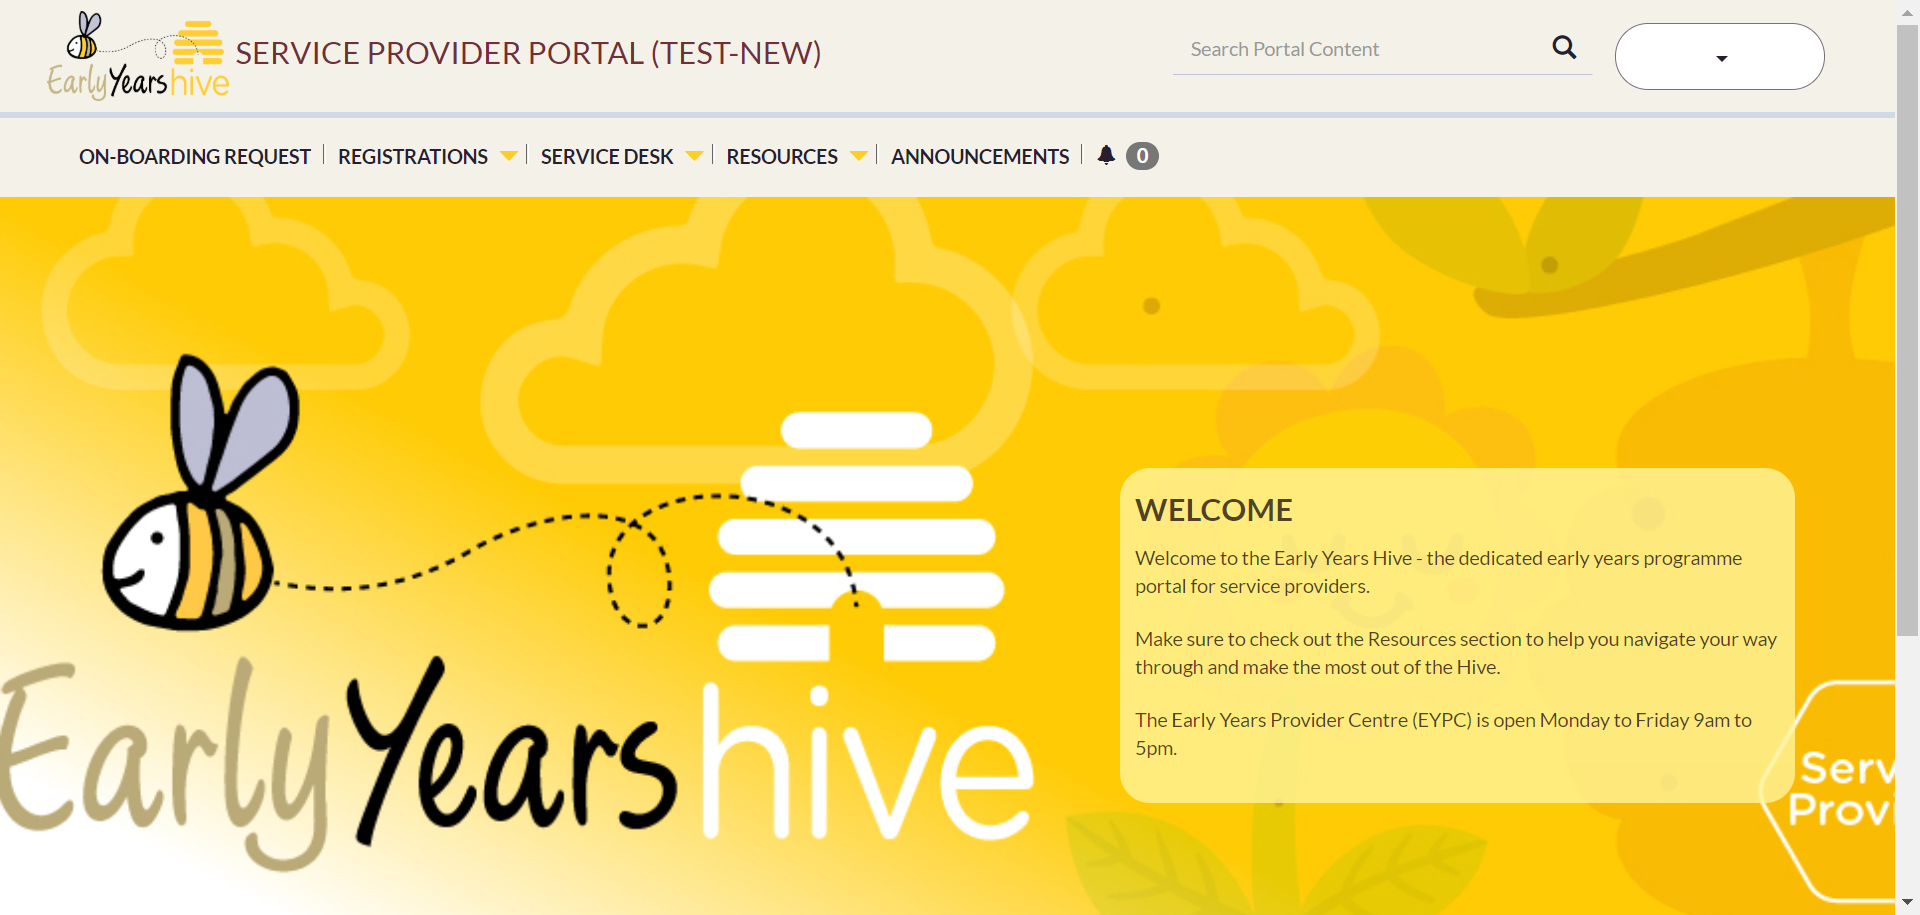 Early Years hive
SERVICE PROVIDER PORTAL (TEST-NEW)
Search Portal Content
ON-BOARDING REQUEST
REGISTRATIONS
SERVICE DESK
RESOURCES
ANNOUNCEMENTS
0
Early Years hive
WELCOME
Welcome to the Early Years Hive - the dedicated early years programme
portal for service providers.
Make sure to check out the Resources section to help you navigate your way
through and make the most out of the Hive.
The Early Years Provider Centre (EYPC) is open Monday to Friday 9am to
5pm.
Serv
Provi